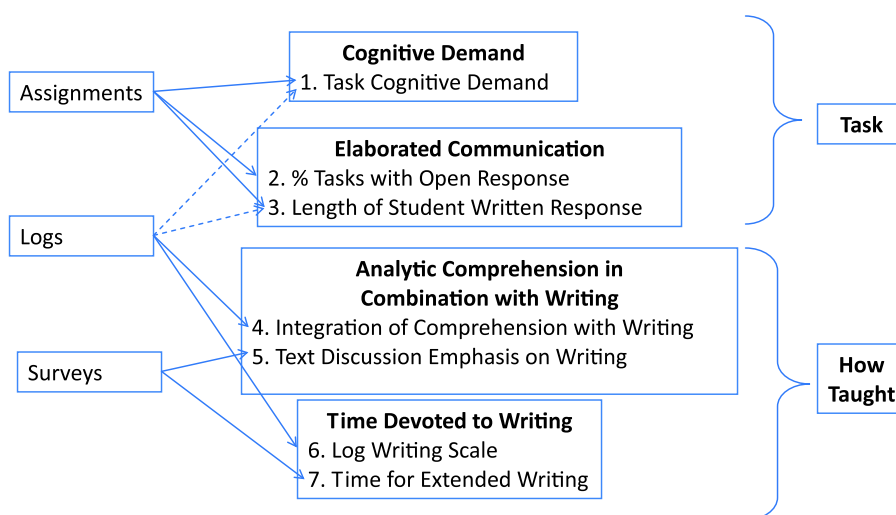 Assignments
Logs
Surveys
Cognitive Demand
1. Task Cognitive Demand
Elaborated Communication
2. % Tasks with Open Response
3. Length of Student Written Response
Analytic Comprehension in
Combination with Writing
4. Integration of Comprehension with Writing
5. Text Discussion Emphasis on Writing
Time Devoted to Writing
6. Log Writing Scale
7. Time for Extended Writing
Task
How
Taught